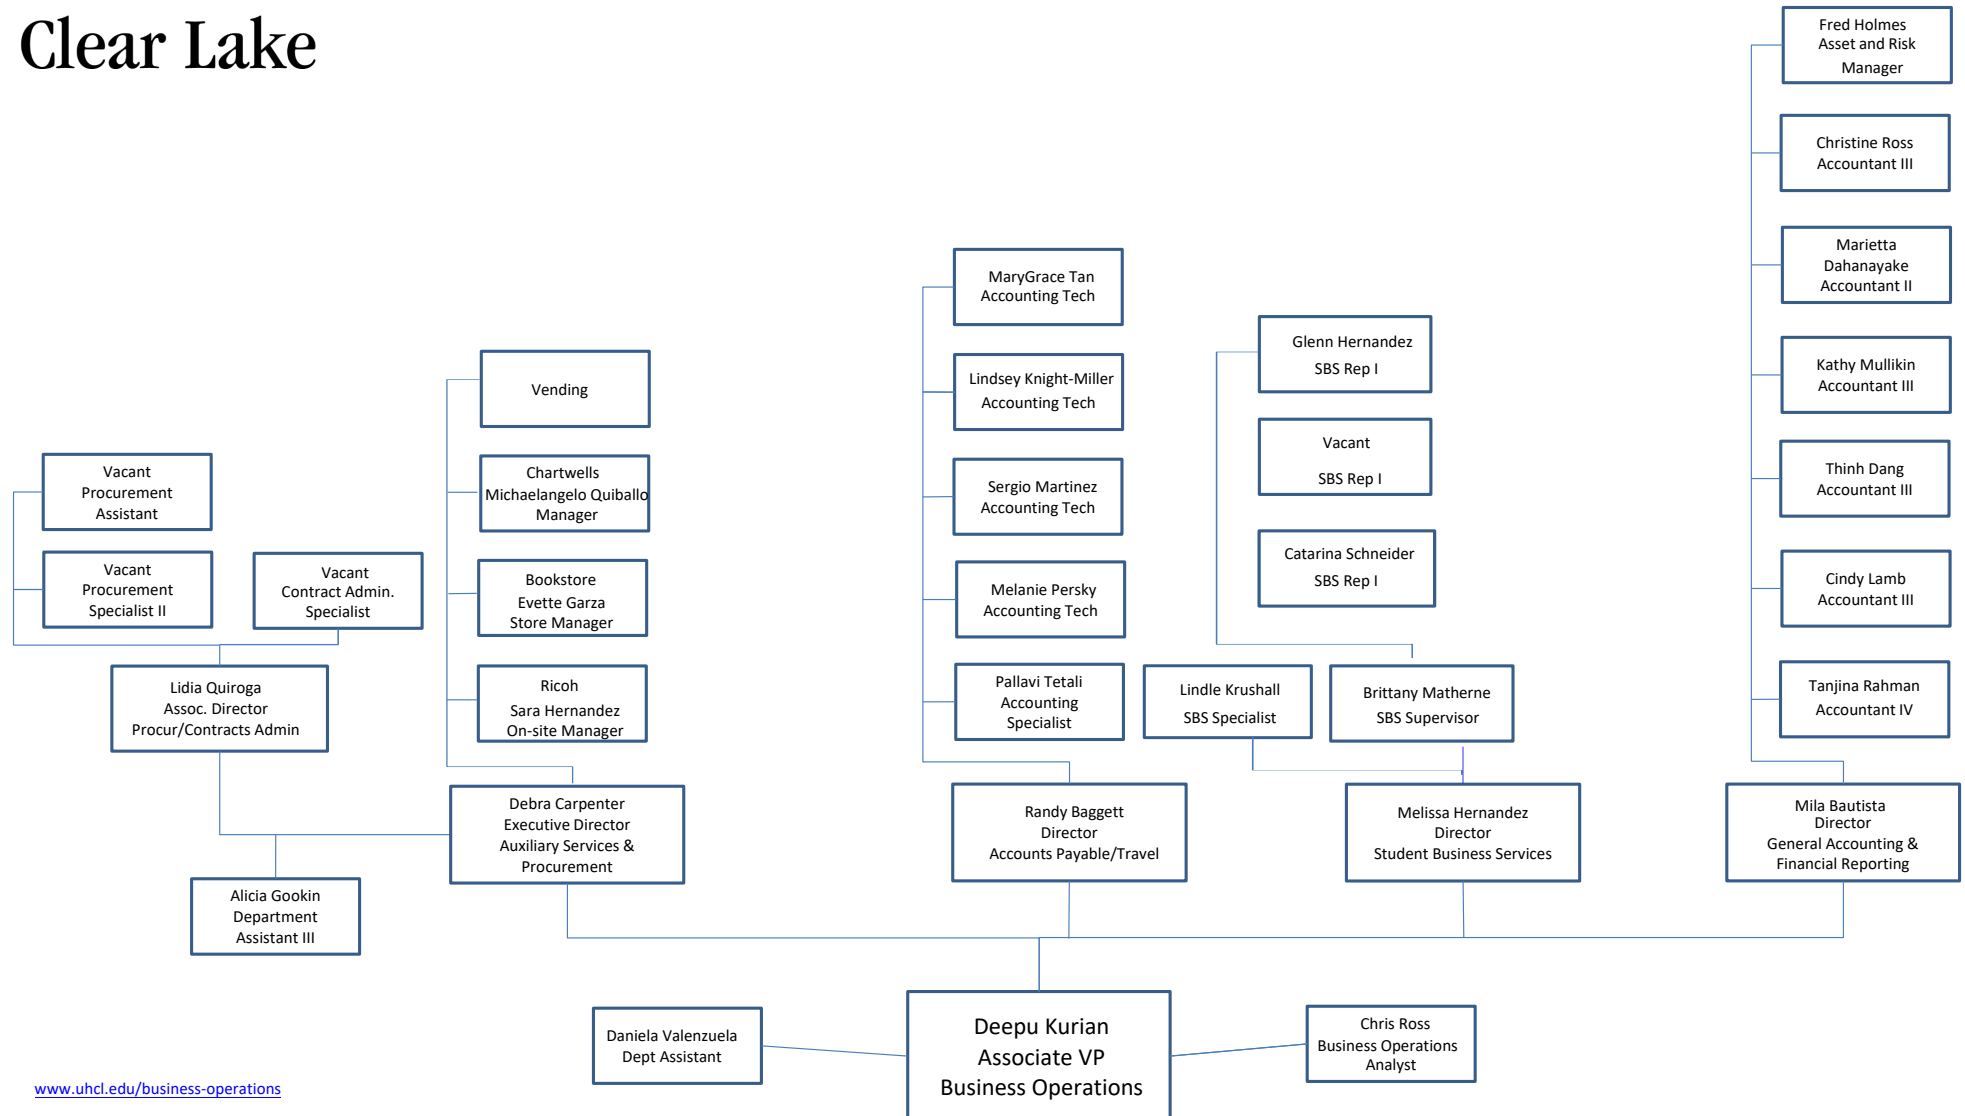 Clear Lake
Fred Holmes
Asset and Risk
Manager
Christine Ross
Accountant III
Marietta
Dahanayake
Accountant II
Kathy Mullikin
Accountant III
Thinh Dang
Accountant III
Cindy Lamb
Accountant III
Tanjina Rahman
Accountant IV
MaryGrace Tan
Accounting Tech
Lindsey Knight-Miller
Accounting Tech
Sergio Martinez
Accounting Tech
Melanie Persky
Accounting Tech
Pallavi Tetali
Accounting
Specialist
Glenn Hernandez
SBS Rep I
Vacant
SBS Rep I
Catarina Schneider
SBS Rep I
Lindle Krushall
SBS Specialist
Brittany Matherne
SBS Supervisor
Vending
Chartwells
Michaelangelo Quiballo
Manager
Bookstore
Evette Garza
Store Manager
Ricoh
Sara Hernandez
On-site Manager
Vacant
Procurement
Assistant
Vacant
Procurement
Specialist II
Vacant
Contract Admin.
Specialist
Lidia Quiroga
Assoc. Director
Procur/Contracts Admin
Debra Carpenter
Executive Director
Auxiliary Services &
Procurement
Randy Baggett
Director
Accounts Payable/Travel
Melissa Hernandez
Director
Student Business Services
Mila Bautista
Director
General Accounting &
Financial Reporting
Alicia Gookin
Department
Assistant III
Daniela Valenzuela
Dept Assistant
Deepu Kurian
Associate VP
Business Operations
Chris Ross
Business Operations
Analyst
www.uhcl.edu/business-operations